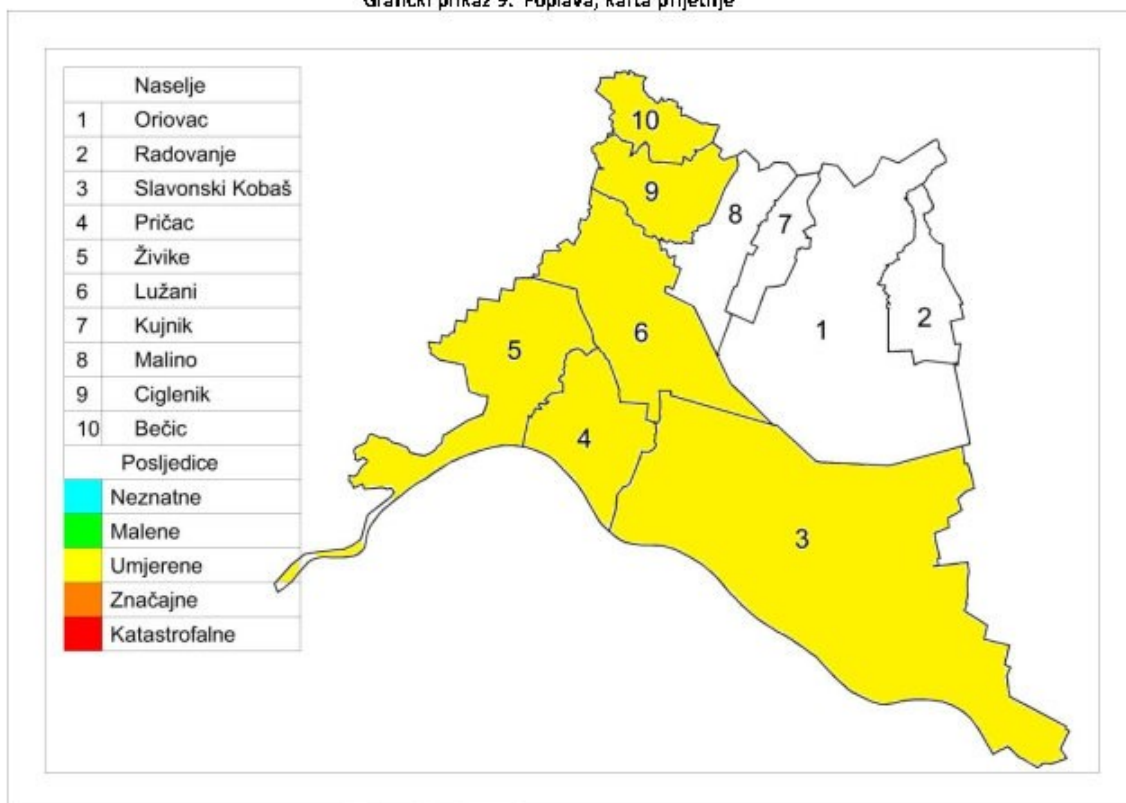 Grafički prikaz 9. Poplava, karta prijetnje
Naselje
1 Oriovac
2 Radovanje
3 Slavonski Kobaš
4 Pričac
5 Živike
6 Lužani
7 Kujnik
8 Malino
9 Ciglenik
10 Bečic
Posljedice
Neznatne
Malene
Umjerene
Značajne
Katastrofalne
10
9
8
7
6
5
4
3
2
1